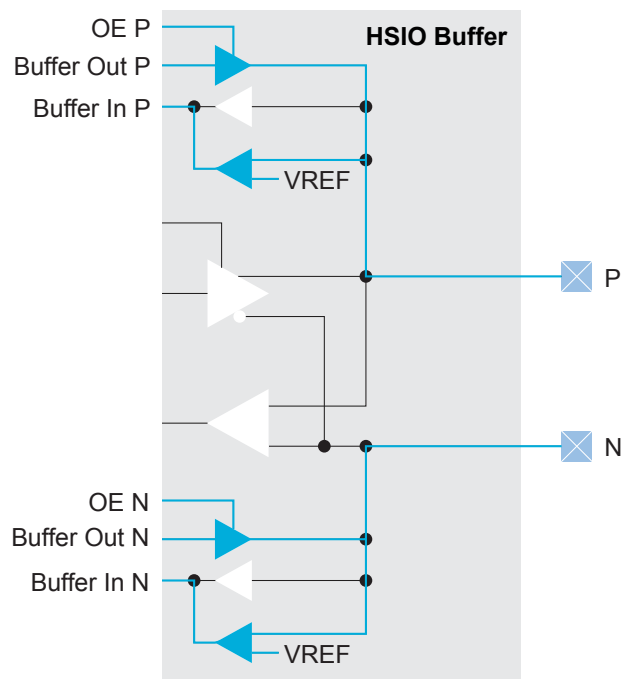 OE P
HSIO Buffer
Buffer Out P
Buffer In P
VREF
P
N
OE N
Buffer Out N
Buffer In N
VREF